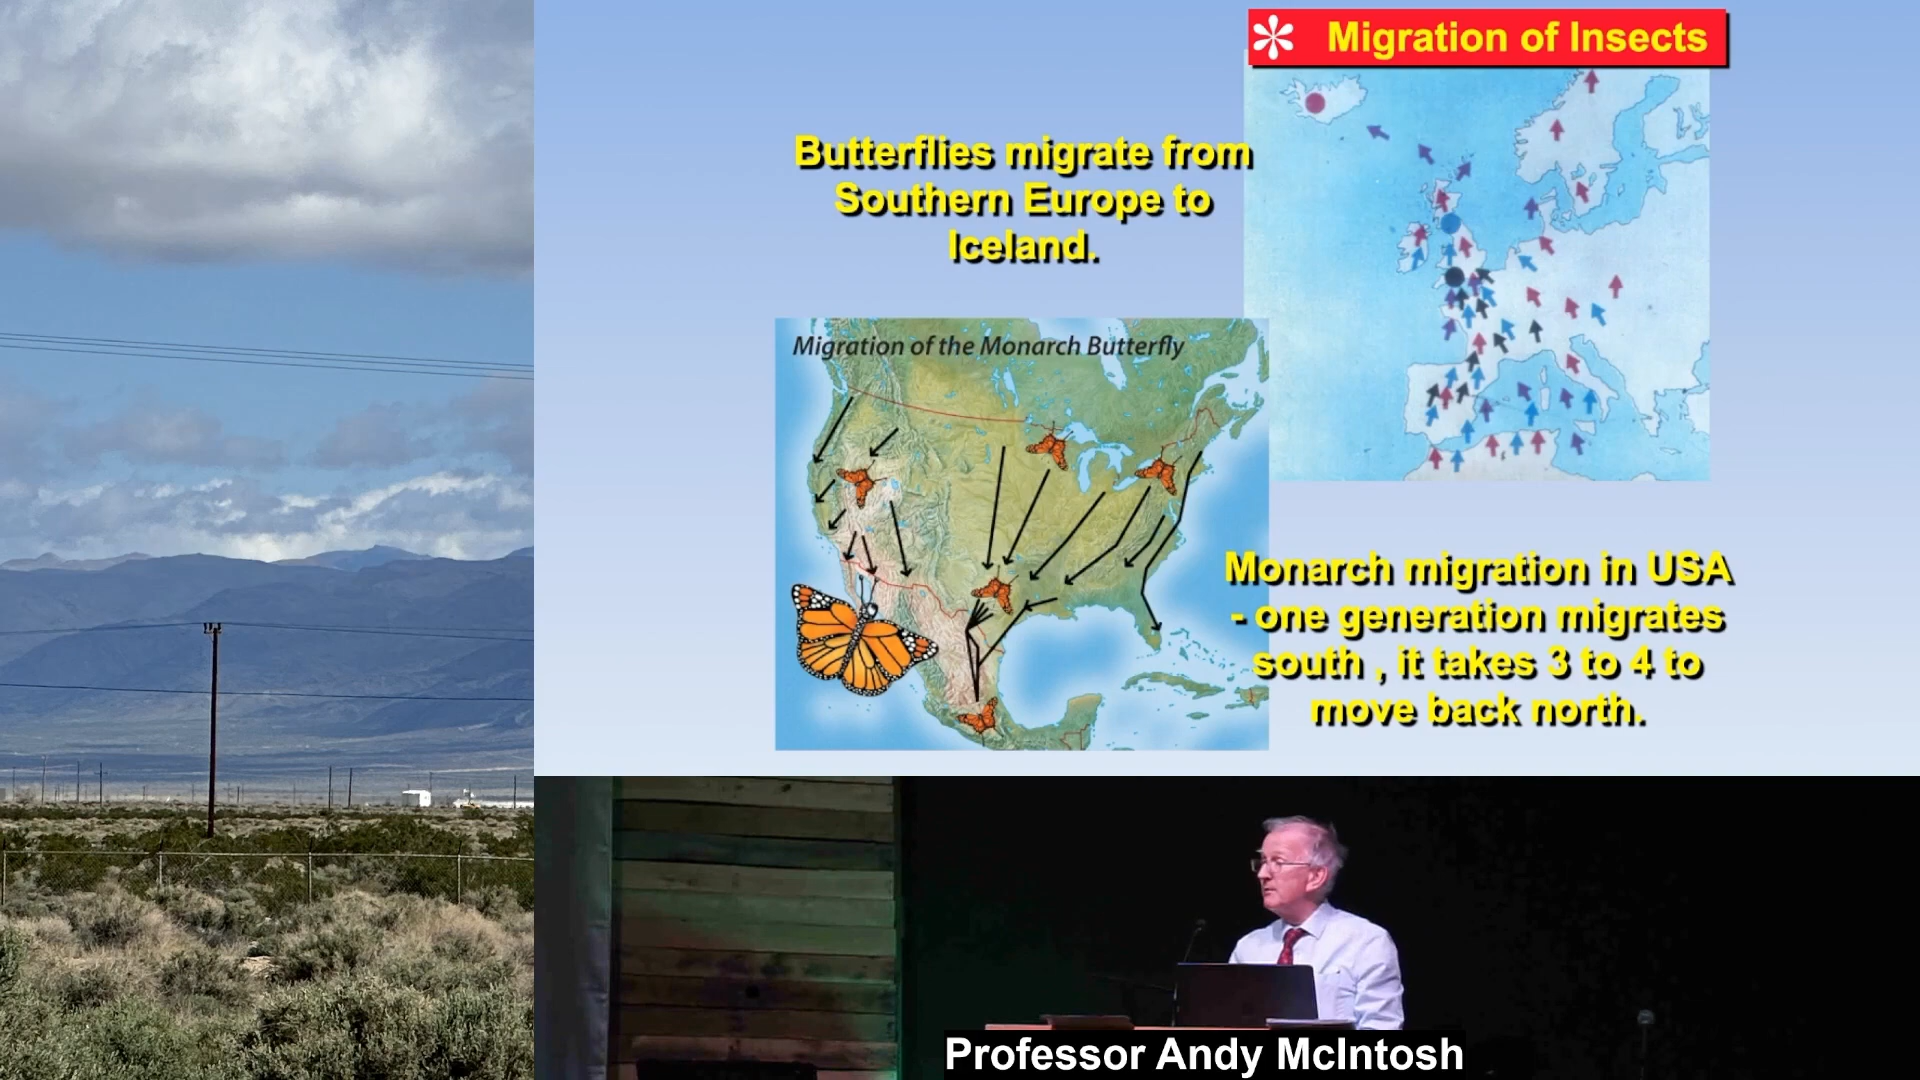 * Migration of Insects
Butterflies migrate from
Southern Europe to
Iceland.
Migration of the Monarch Butterfly
Monarch migration in USA
- one generation migrates
south , it takes 3 to 4 to
move back north.
Professor Andy McIntosh